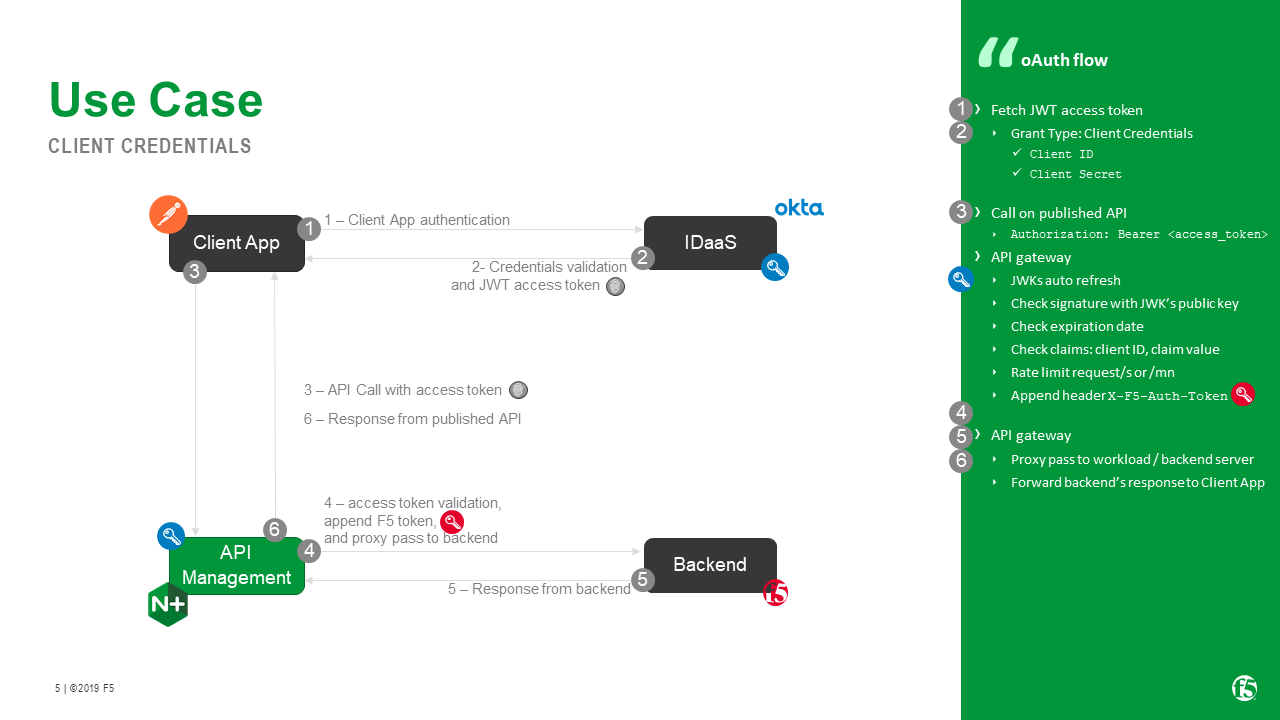 Use Case
CLIENT CREDENTIALS
okta
1 – Client App authentication
Client App
1
IDaaS
2
2- Credentials validation
and JWT access token
3
3 – API Call with access token
6 – Response from published API
4 – access token validation,
append F5 token,
and proxy pass to backend
6
API
Management
4
Backend
5
5 – Response from backend
N+
f5
5 | ©2019 F5
“ oAuth flow
1 › Fetch JWT access token
2 Grant Type: Client Credentials
✓ Client ID
✓ Client Secret
3 › Call on published API
Authorization: Bearer <access_token>
› API gateway
JWKs auto refresh
Check signature with JWK’s public key
Check expiration date
Check claims: client ID, claim value
Rate limit request/s or /mn
Append header X-F5-Auth-Token
4
5 › API gateway
6 Proxy pass to workload / backend server
Forward backend’s response to Client App
f5